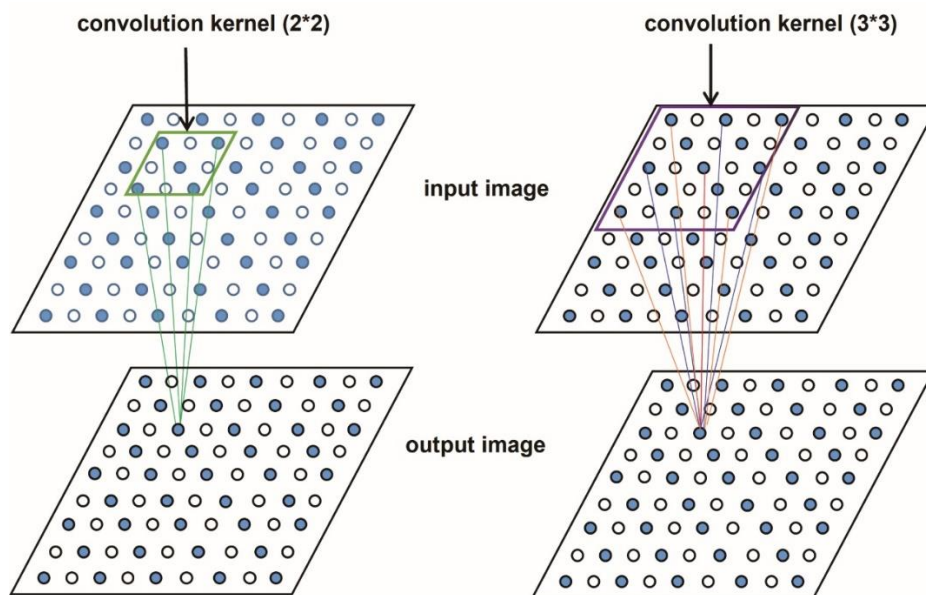 convolution kernel (2*2)
convolution kernel (3*3)
input image
output image